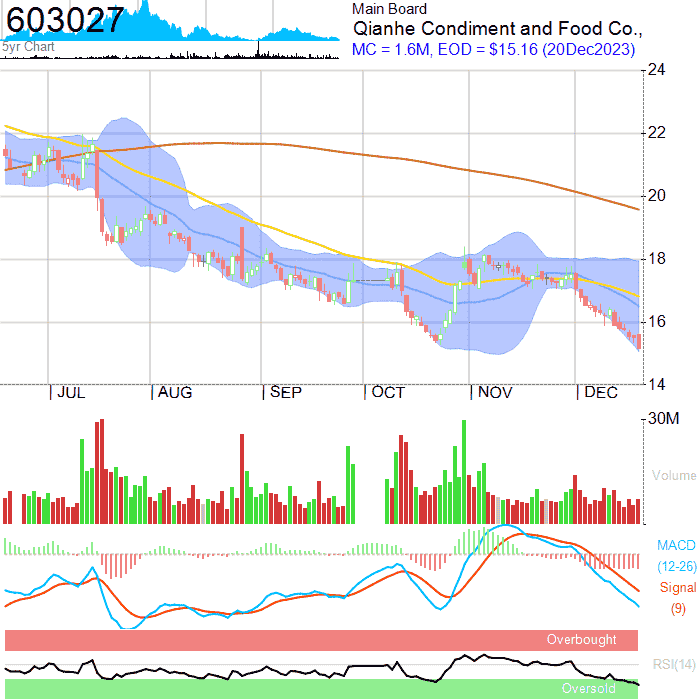 603027
5yr Chart
Main Board
Qianhe Condiment and Food Co.,
MC = 1.6M, EOD = $15.16 (20Dec2023)
24
22
20
18
16
14
JUL AUG SEP OCT NOV DEC
30M
Volume
MACD
(12-26)
Signal
(9)
Overbought
RSI(14)
Oversold